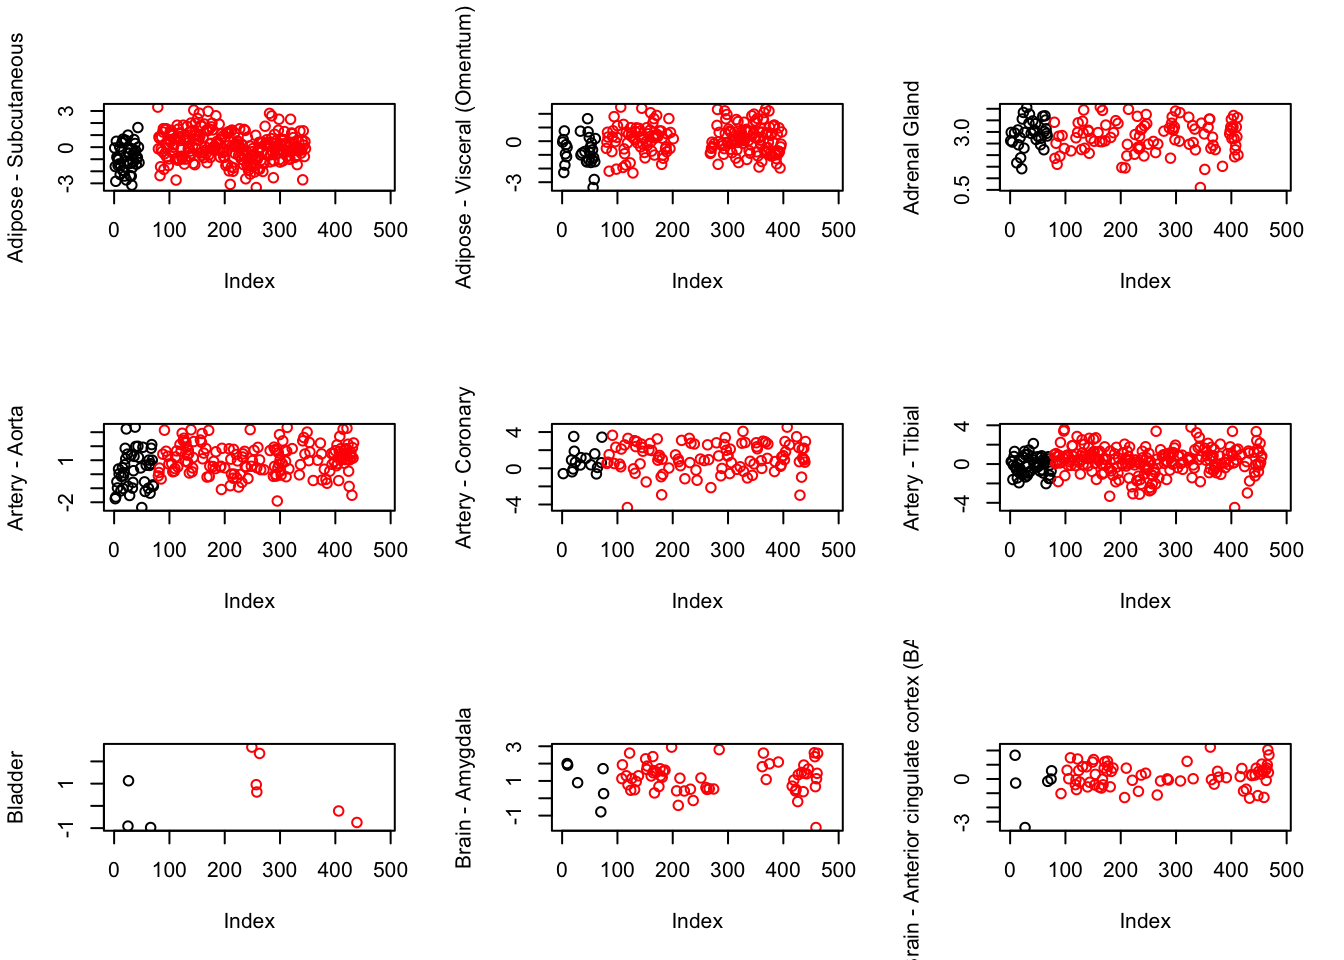 Adipose - Subcutaneous
-3 0 3
0 100 200 300 400 500
Index
Adipose - Visceral (Omentum)
-3 0
0 100 200 300 400 500
Index
Adrenal Gland
0.5 3.0
0 100 200 300 400 500
Index
Artery - Aorta
-2 1
0 100 200 300 400 500
Index
Artery - Coronary
-4 0 4
0 100 200 300 400 500
Index
Artery - Tibial
-4 0 4
0 100 200 300 400 500
Index
Bladder
-1 1
0 100 200 300 400 500
Index
Brain - Amygdala
-1 1 3
0 100 200 300 400 500
Index
rain - Anterior cingulate cortex (BA
-3 0
0 100 200 300 400 500
Index